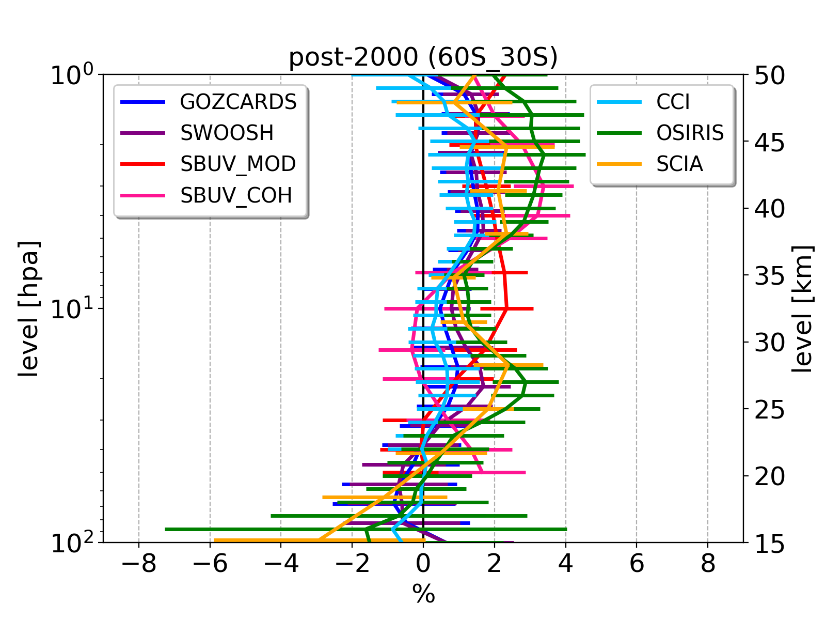 post-2000 (60S_30S)
10⁰
10¹
10²
level [hpa]
GOZCARDS
SWOOSH
SBUV_MOD
SBUV_COH
CCI
OSIRIS
SCIA
50
45
40
35
30
25
20
15
level [km]
−8 −6 −4 −2 0 2 4 6 8
%